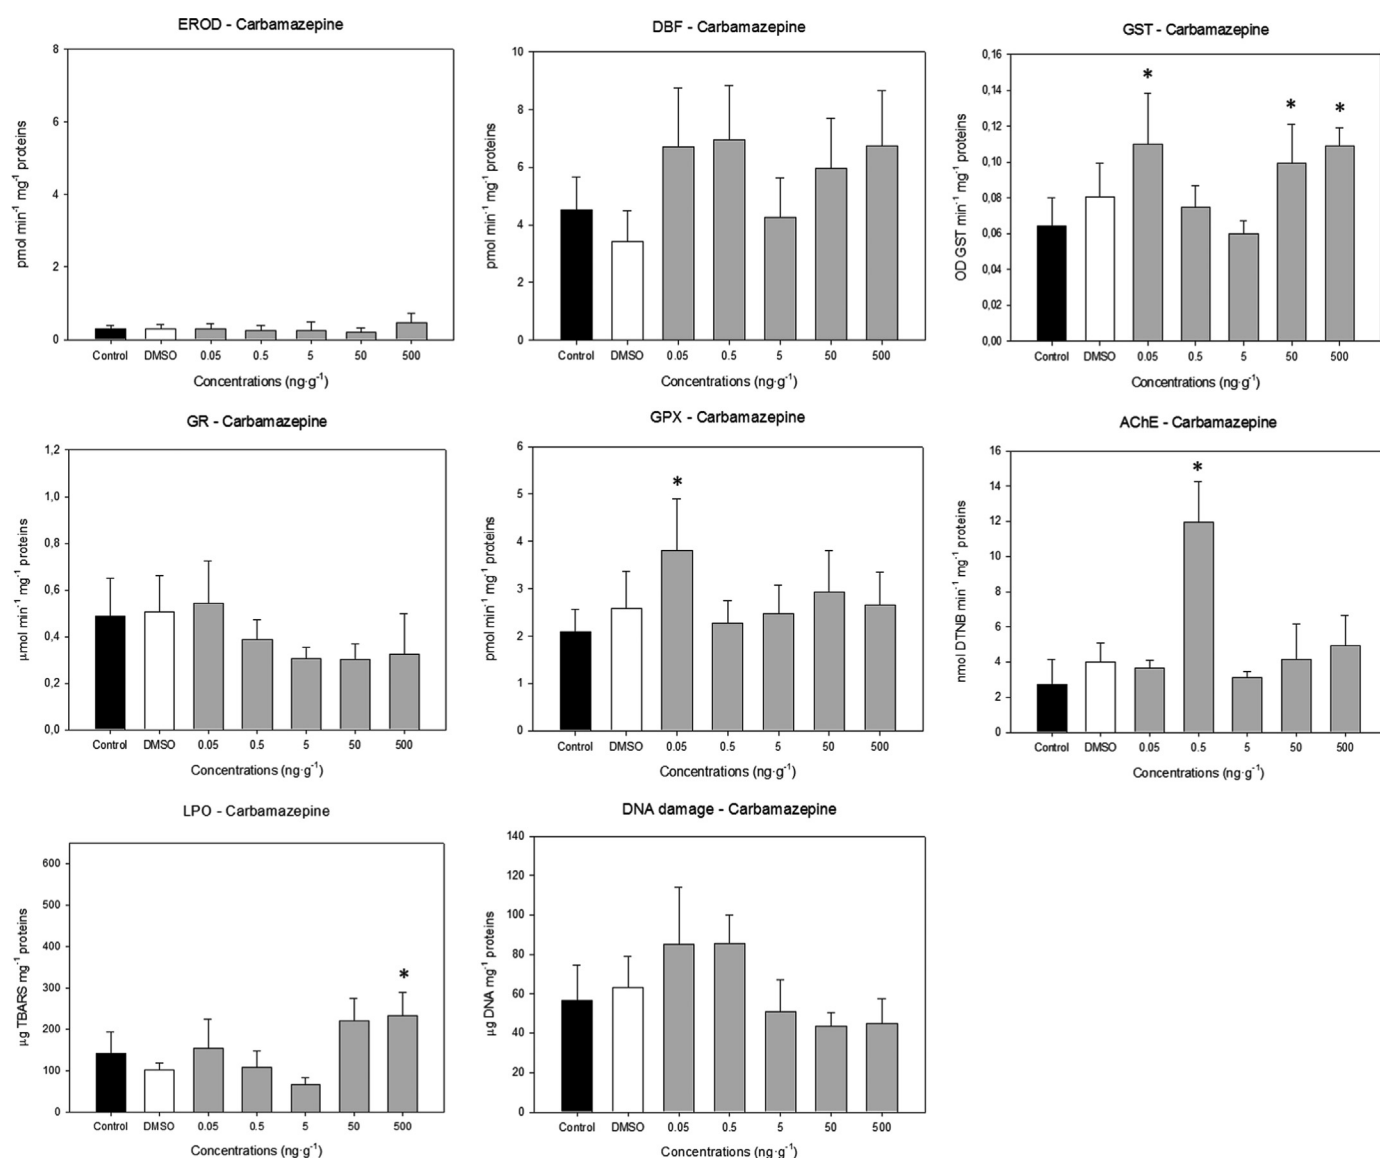 EROD - Carbamazepine
8
6
4
2
0
pmol min-1 mg-1 proteins
Control DMSO 0.05 0.5 5 50 500
Concentrations (ng·g-1)
DBF - Carbamazepine
10
8
6
4
2
0
pmol min-1 mg-1 proteins
Control DMSO 0.05 0.5 5 50 500
Concentrations (ng·g-1)
GST - Carbamazepine
0,16
0,14
0,12
0,10
0,08
0,06
0,04
0,02
0,00
OD GST min-1 mg-1 proteins
* * *
Control DMSO 0.05 0.5 5 50 500
Concentrations (ng·g-1)
GR - Carbamazepine
1,2
1,0
0,8
0,6
0,4
0,2
0,0
µmol min-1 mg-1 proteins
Control DMSO 0.05 0.5 5 50 500
Concentrations (ng·g-1)
GPX - Carbamazepine
6
5
4
3
2
1
0
pmol min-1 mg-1 proteins
*
Control DMSO 0.05 0.5 5 50 500
Concentrations (ng·g-1)
AChE - Carbamazepine
16
14
12
10
8
6
4
2
0
nmol DTNB min-1 mg-1 proteins
*
Control DMSO 0.05 0.5 5 50 500
Concentrations (ng·g-1)
LPO - Carbamazepine
600
500
400
300
200
100
0
µg TBARS mg-1 proteins
*
Control DMSO 0.05 0.5 5 50 500
Concentrations (ng·g-1)
DNA damage - Carbamazepine
140
120
100
80
60
40
20
0
µg DNA mg-1 proteins
Control DMSO 0.05 0.5 5 50 500
Concentrations (ng·g-1)